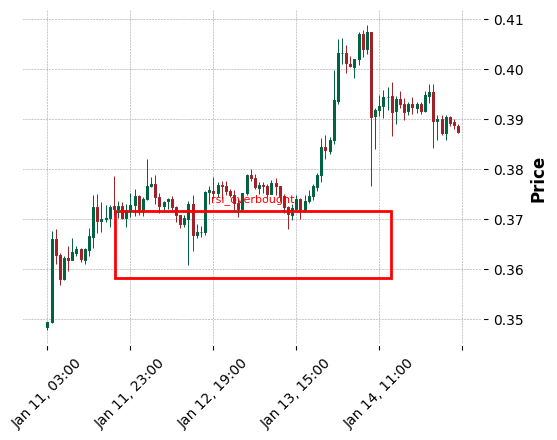 0.41
0.40
0.39
0.38
0.37
0.36
0.35
Price
rsi_overbought
Jan 11, 03:00
Jan 11, 23:00
Jan 12, 19:00
Jan 13, 15:00
Jan 14, 11:00